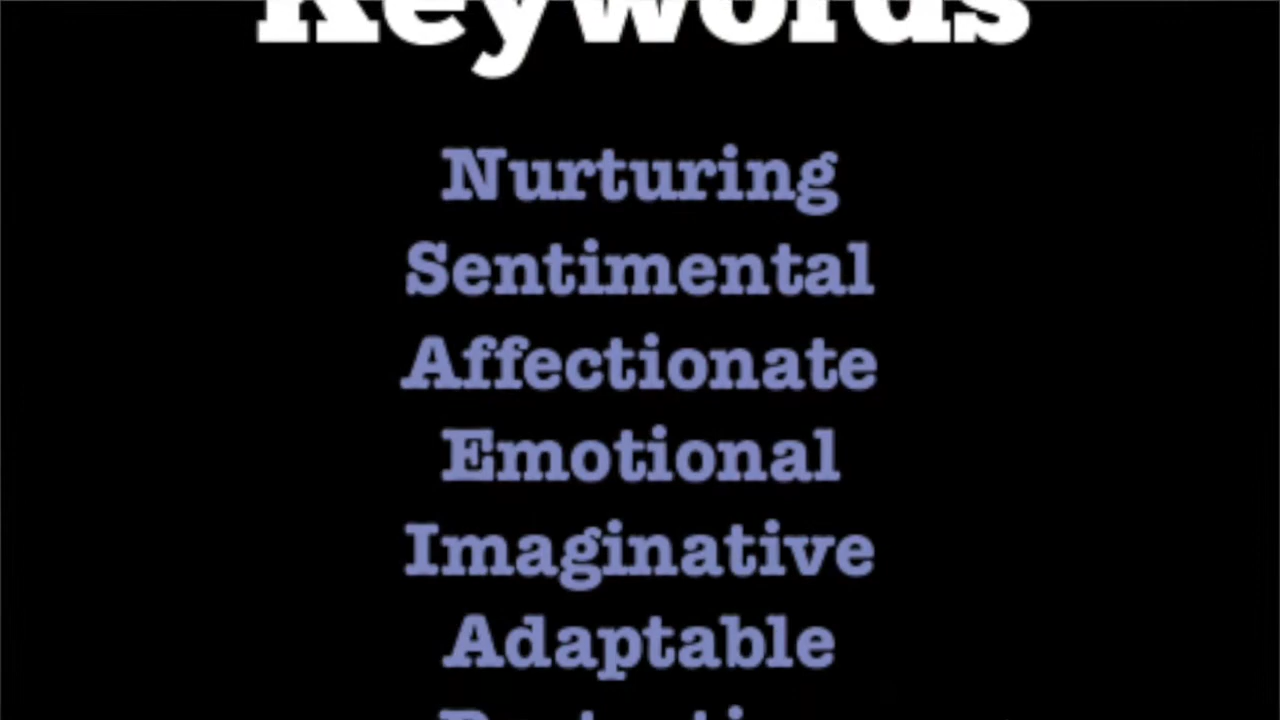 Keywords
Nurturing
Sentimental
Affectionate
Emotional
Imaginative
Adaptable